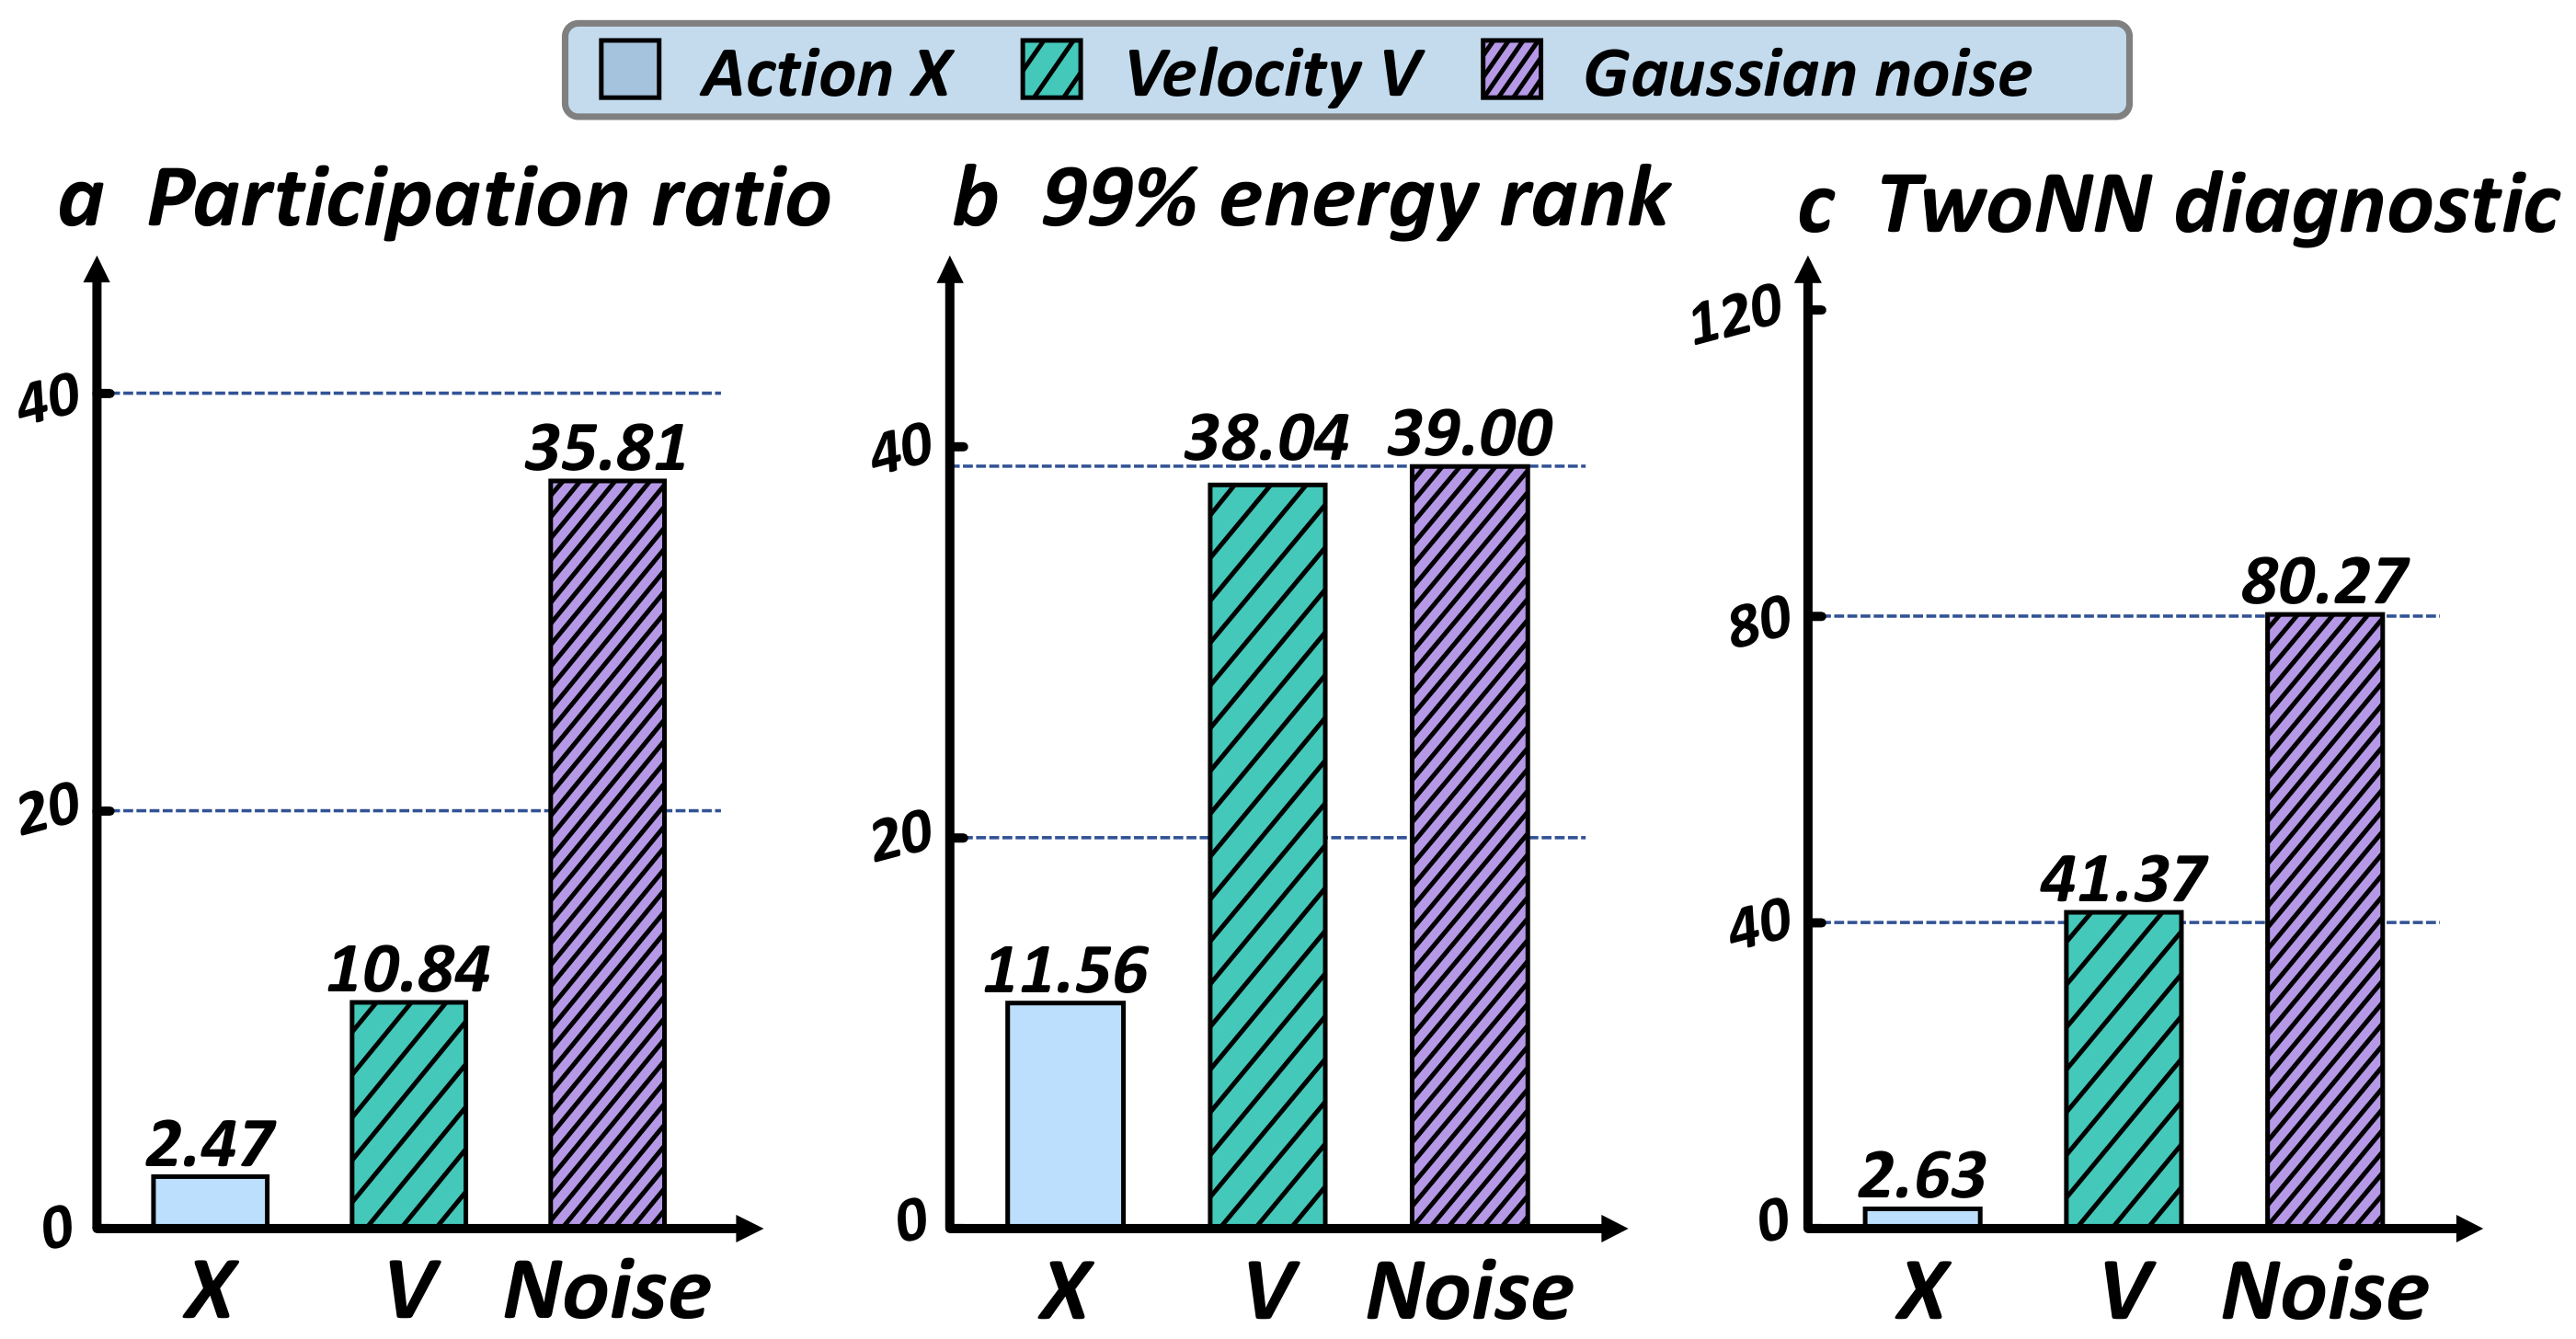 Action X Velocity V Gaussian noise
a Participation ratio
40
20
0
2.47
10.84
35.81
X V Noise
b 99% energy rank
40
20
0
11.56
38.04
39.00
X V Noise
c TwoNN diagnostic
120
80
40
0
2.63
41.37
80.27
X V Noise